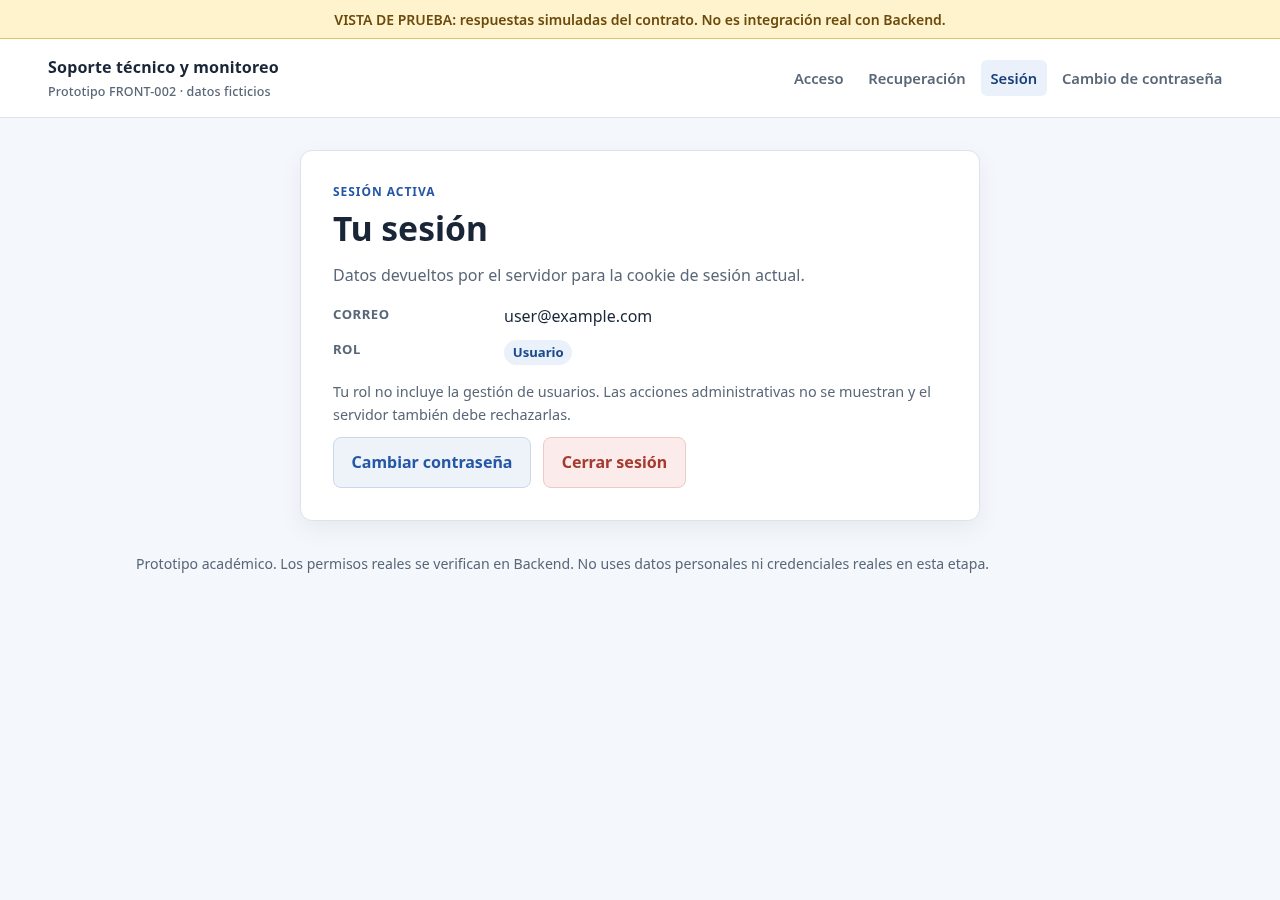 VISTA DE PRUEBA: respuestas simuladas del contrato. No es integración real con Backend.
Soporte técnico y monitoreo
Prototipo FRONT-002 · datos ficticios
Acceso
Recuperación
Sesión
Cambio de contraseña
SESIÓN ACTIVA
Tu sesión
Datos devueltos por el servidor para la cookie de sesión actual.
CORREO
user@example.com
ROL
Usuario
Tu rol no incluye la gestión de usuarios. Las acciones administrativas no se muestran y el
servidor también debe rechazarlas.
Cambiar contraseña
Cerrar sesión
Prototipo académico. Los permisos reales se verifican en Backend. No uses datos personales ni credenciales reales en esta etapa.